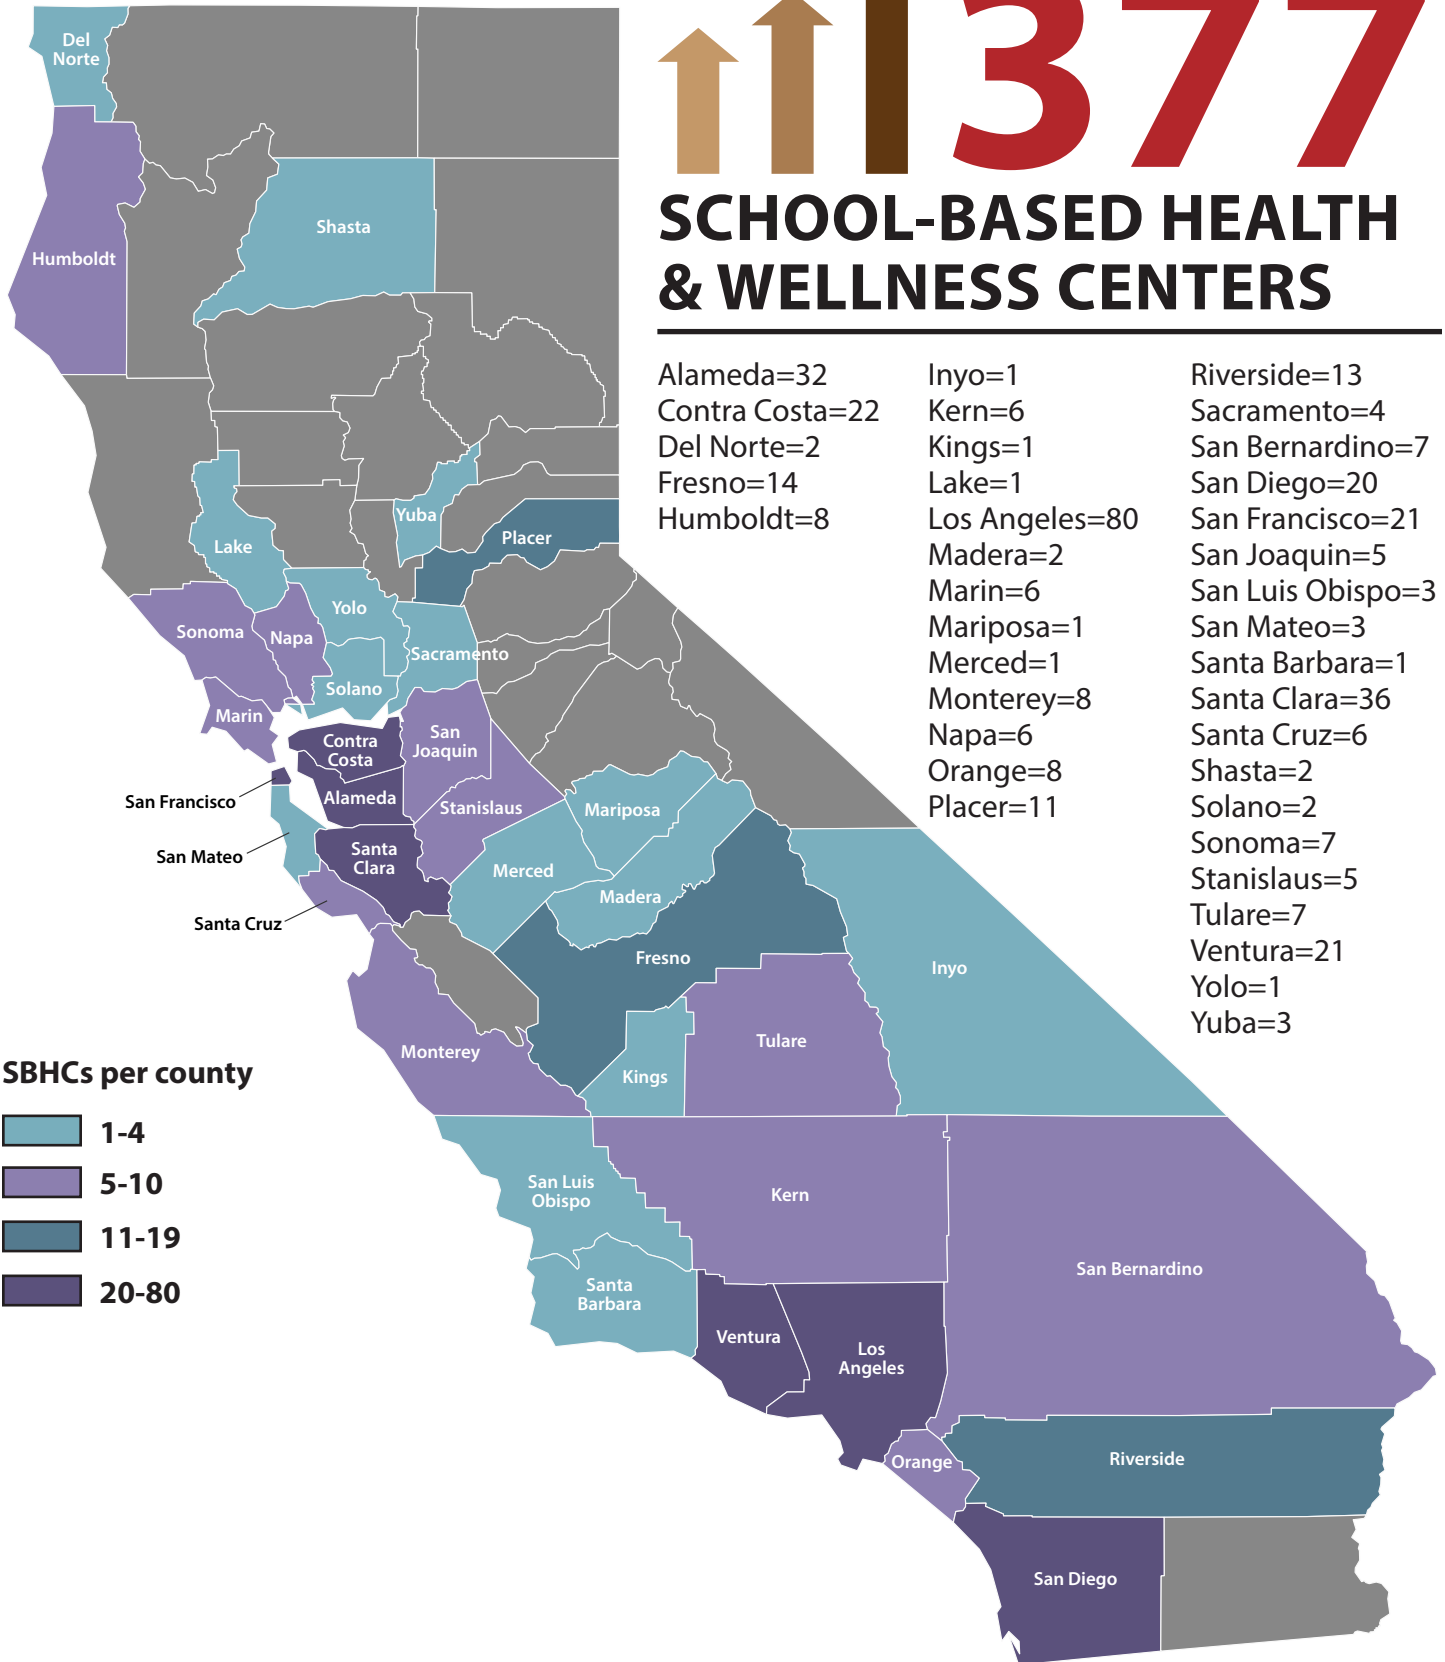 377
SCHOOL-BASED HEALTH
& WELLNESS CENTERS
Alameda=32
Contra Costa=22
Del Norte=2
Fresno=14
Humboldt=8
Inyo=1
Kern=6
Kings=1
Lake=1
Los Angeles=80
Madera=2
Marin=6
Mariposa=1
Merced=1
Monterey=8
Napa=6
Orange=8
Placer=11
Riverside=13
Sacramento=4
San Bernardino=7
San Diego=20
San Francisco=21
San Joaquin=5
San Luis Obispo=3
San Mateo=3
Santa Barbara=1
Santa Clara=36
Santa Cruz=6
Shasta=2
Solano=2
Sonoma=7
Stanislaus=5
Tulare=7
Ventura=21
Yolo=1
Yuba=3
Del
Norte
Humboldt
Shasta
Lake
Yuba
Placer
Yolo
Sonoma
Napa
Sacramento
Solano
Marin
Contra
Costa
San
Joaquin
San Francisco
Alameda
Stanislaus
Mariposa
San Mateo
Santa
Clara
Merced
Madera
Santa Cruz
Fresno
Inyo
Monterey
Kings
Tulare
San Luis
Obispo
Kern
Santa
Barbara
San Bernardino
Ventura
Los
Angeles
Orange
Riverside
San Diego
SBHCs per county
1-4
5-10
11-19
20-80